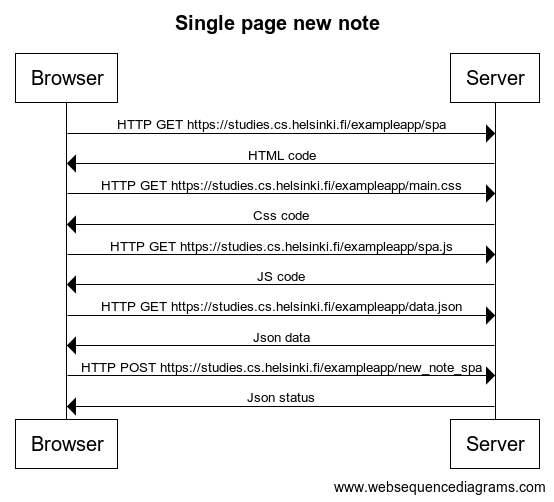 Single page new note
Browser
Server
HTTP GET https://studies.cs.helsinki.fi/exampleapp/spa
HTML code
HTTP GET https://studies.cs.helsinki.fi/exampleapp/main.css
Css code
HTTP GET https://studies.cs.helsinki.fi/exampleapp/spa.js
JS code
HTTP GET https://studies.cs.helsinki.fi/exampleapp/data.json
Json data
HTTP POST https://studies.cs.helsinki.fi/exampleapp/new_note_spa
Json status
Browser
Server
www.websequencediagrams.com